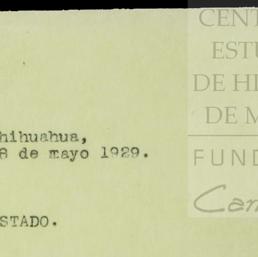 CENT
ESTU
DE HI
DE M
FUND
Car
hihuahua,
8 de mayo 1929.
STADO.